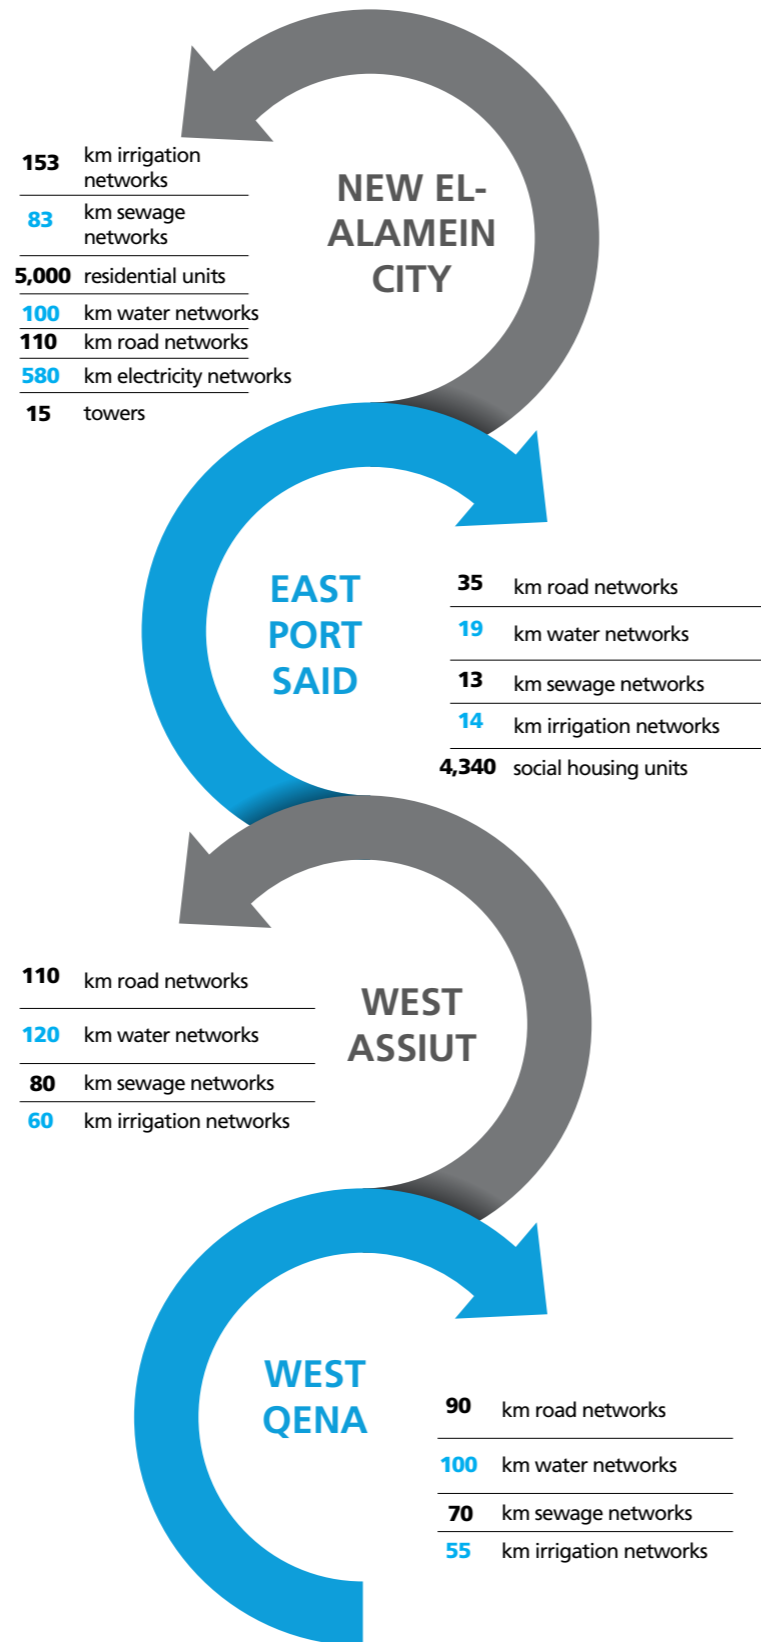 NEW EL-
ALAMEIN
CITY
153 km irrigation
networks
83 km sewage
networks
5,000 residential units
100 km water networks
110 km road networks
580 km electricity networks
15 towers
EAST
PORT
SAID
35 km road networks
19 km water networks
13 km sewage networks
14 km irrigation networks
4,340 social housing units
WEST
ASSIUT
110 km road networks
120 km water networks
80 km sewage networks
60 km irrigation networks
WEST
QENA
90 km road networks
100 km water networks
70 km sewage networks
55 km irrigation networks